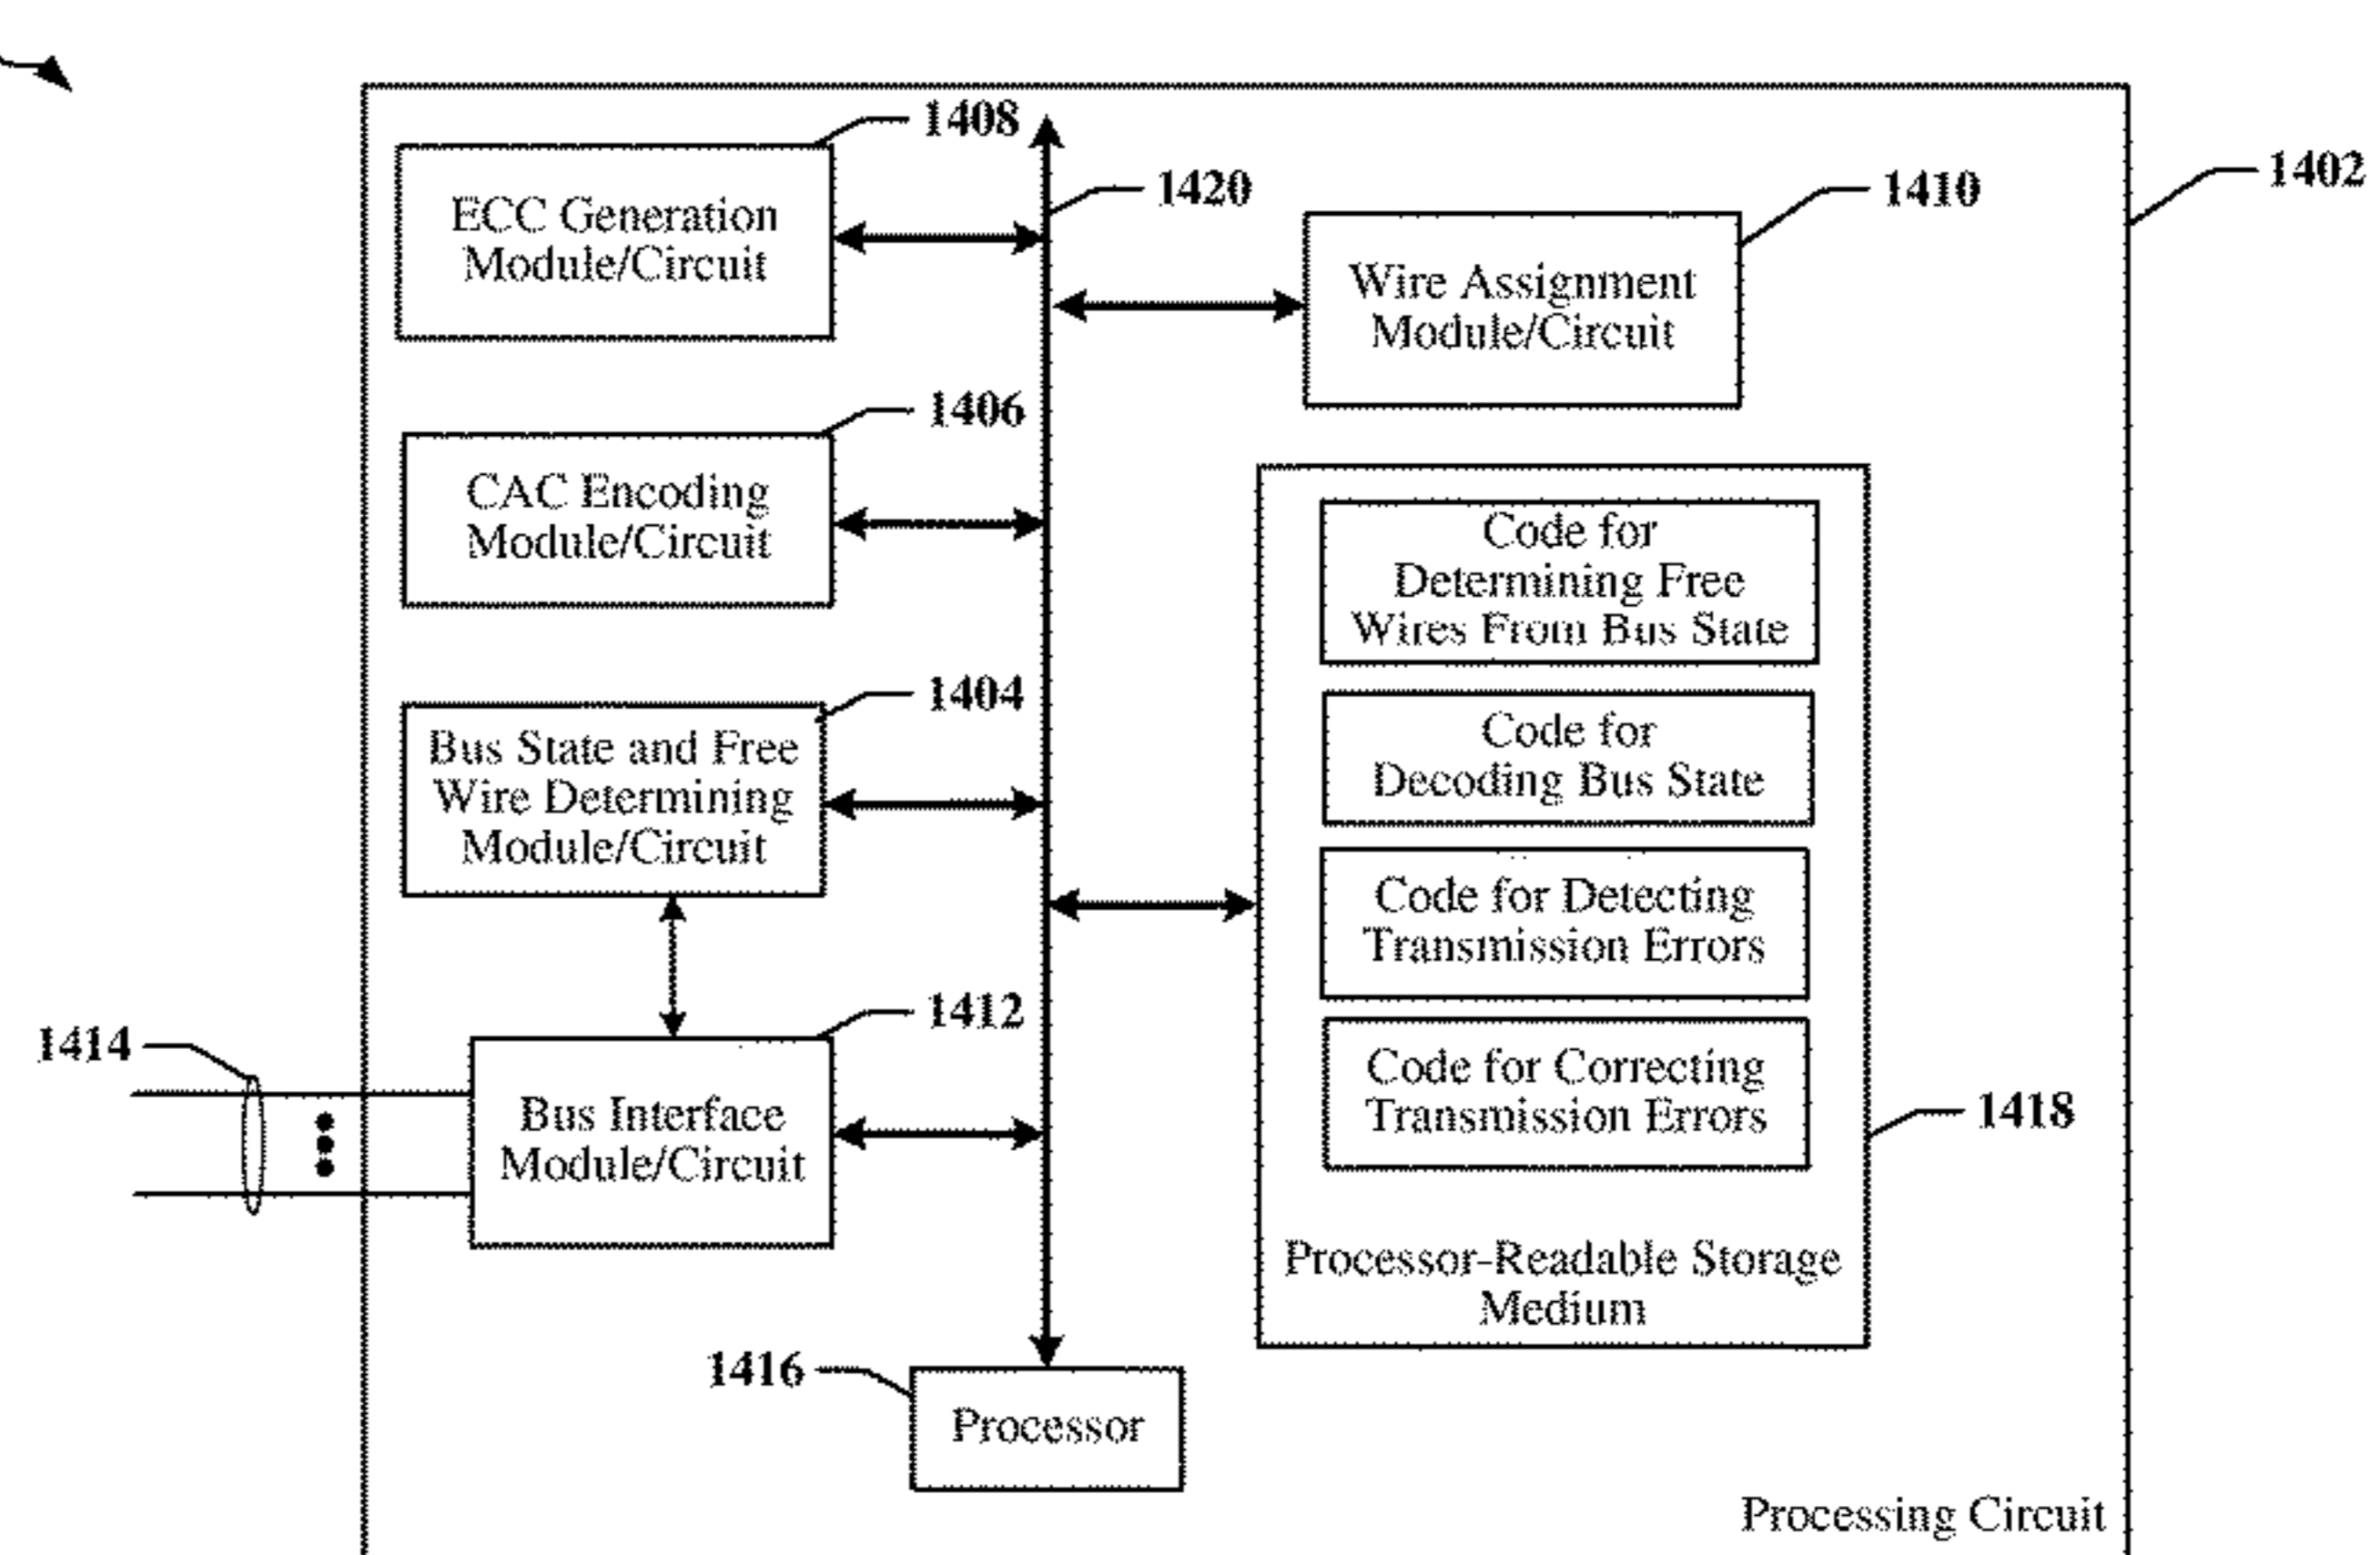 1408
ECC Generation
Module/Circuit
1420
1410
1402
Wire Assignment
Module/Circuit
1406
CAC Encoding
Module/Circuit
Code for
Determining Free
Wires From Bus State
1404
Bus State and Free
Wire Determining
Module/Circuit
Code for
Decoding Bus State
Code for Detecting
Transmission Errors
1412
1414
Bus Interface
Module/Circuit
Code for Correcting
Transmission Errors
1418
Processor-Readable Storage
Medium
1416
Processor
Processing Circuit